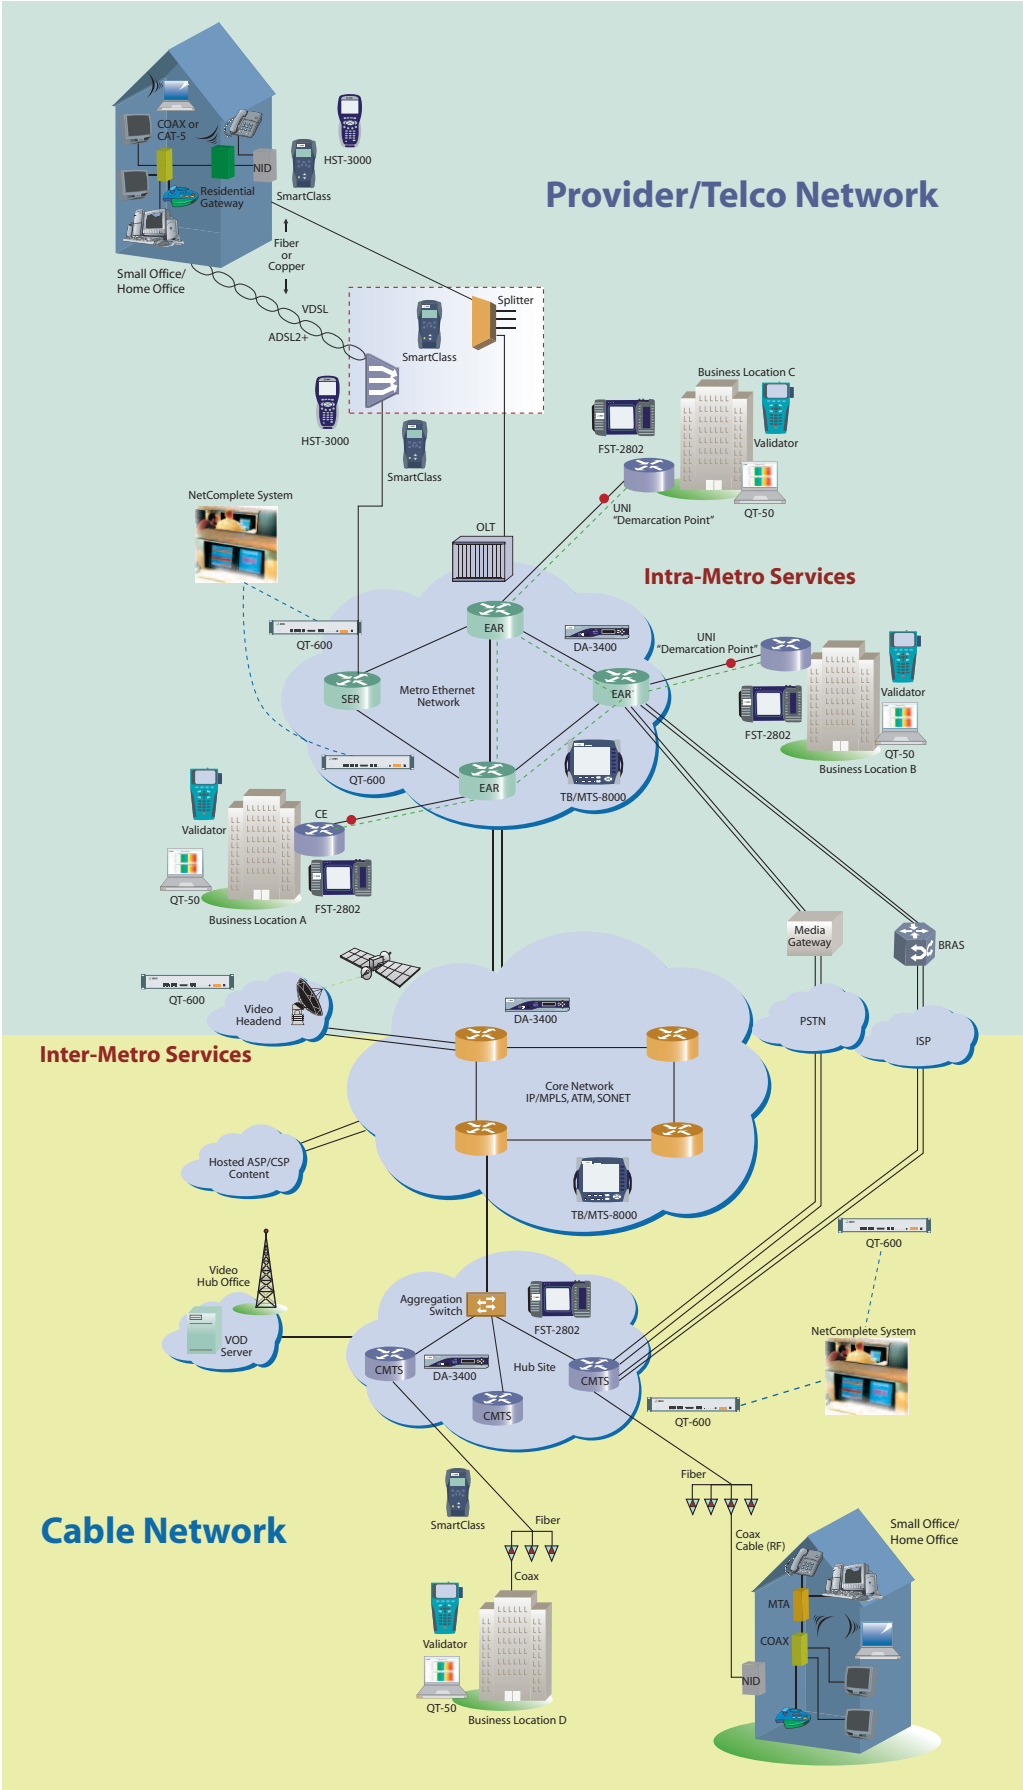 COAX or
CAT-5
NID
Residential
Gateway
HST-3000
SmartClass
Provider/Telco Network
Small Office/
Home Office
Fiber
or
Copper
VDSL
ADSL2+
Splitter
SmartClass
HST-3000
SmartClass
Business Location C
Validator
FST-2802
QT-50
UNI
“Demarcation Point”
NetComplete System
OLT
Intra-Metro Services
EAR
DA-3400
QT-600
UNI
“Demarcation Point”
Validator
SER
Metro Ethernet
Network
EAR
FST-2802
QT-50
Business Location B
QT-600
EAR
TB/MTS-8000
CE
Validator
QT-50
FST-2802
Business Location A
Media
Gateway
BRAS
QT-600
Video
Headend
DA-3400
PSTN
ISP
Inter-Metro Services
Core Network
IP/MPLS, ATM, SONET
Hosted ASP/CSP
Content
TB/MTS-8000
QT-600
Video
Hub Office
Aggregation
Switch
FST-2802
NetComplete System
VOD
Server
CMTS
DA-3400
Hub Site
CMTS
CMTS
QT-600
Fiber
SmartClass
Fiber
Cable Network
Coax
Cable (RF)
Small Office/
Home Office
Coax
MTA
COAX
Validator
NID
QT-50
Business Location D